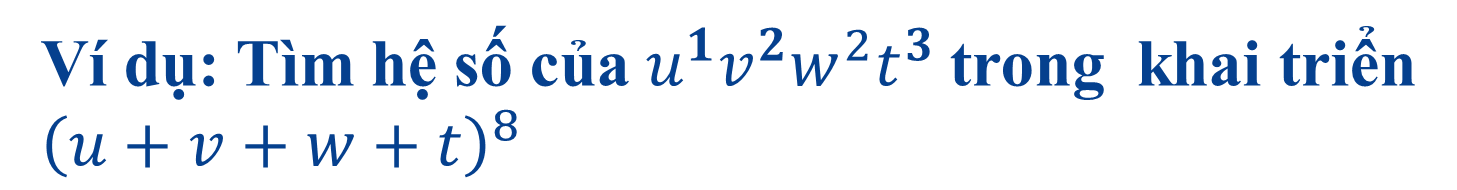 Ví dụ: Tìm hệ số của 𝑢¹𝑣²𝑤²𝑡³ trong khai triển
(𝑢 + 𝑣 + 𝑤 + 𝑡)⁸